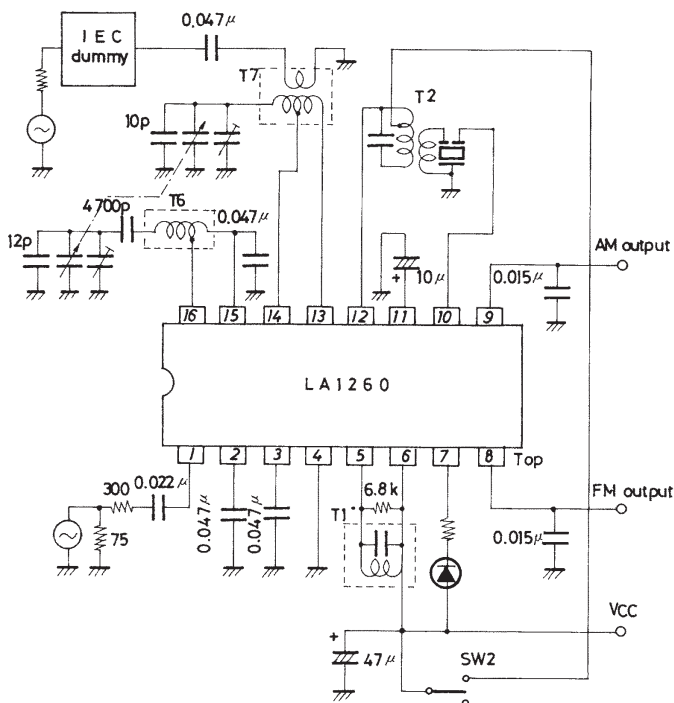 IEC
dummy
0.047μ
T7
T2
10p
4700p
T6
0.047μ
12p
+
10μ
0.015μ
AM output
16
15
14
13
12
11
10
9
LA1260
1
2
3
4
5
6
7
8
Top
300
0.022μ
75
0.047μ
0.047μ
6.8k
T1*
FM output
0.015μ
VCC
+
47μ
SW2